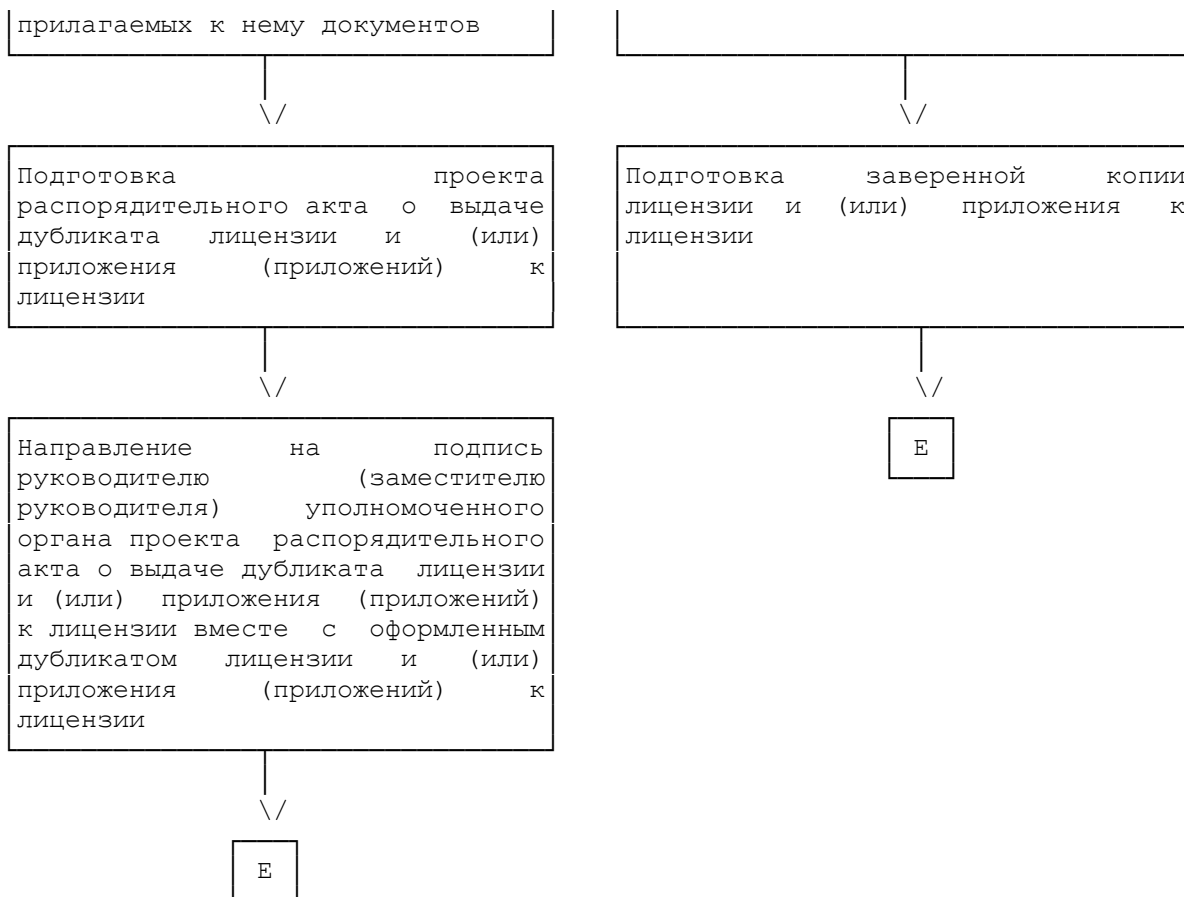 прилагаемых к нему документов
\/
\/
Подготовка проекта
распорядительного акта о выдаче
дубликата лицензии и (или)
приложения (приложений) к
лицензии
Подготовка заверенной копии
лицензии и (или) приложения к
лицензии
\/
\/
Направление на подпись
руководителю (заместителю
руководителя) уполномоченного
органа проекта распорядительного
акта о выдаче дубликата лицензии
и (или) приложения (приложений)
к лицензии вместе с оформленным
дубликатом лицензии и (или)
приложения (приложений) к
лицензии
Е
\/
Е